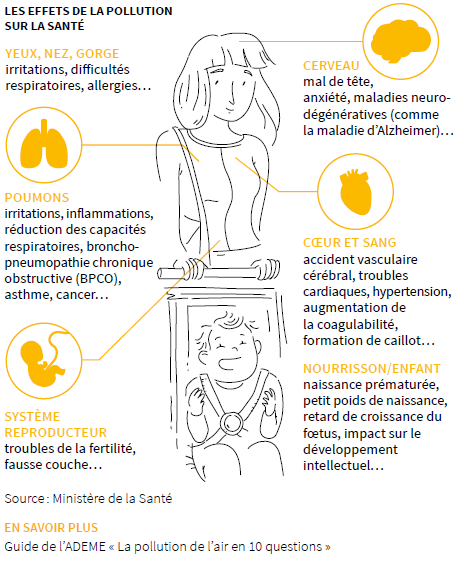 LES EFFETS DE LA POLLUTION
SUR LA SANTÉ
YEUX, NEZ, GORGE
irritations, difficultés
respiratoires, allergies…
POUMONS
irritations, inflammations,
réduction des capacités
respiratoires, broncho-
pneumopathie chronique
obstructive (BPCO),
asthme, cancer…
SYSTÈME
REPRODUCTEUR
troubles de la fertilité,
fausse couche…
CERVEAU
mal de tête,
anxiété, maladies neuro-
dégénératives (comme
la maladie d’Alzheimer)…
CŒUR ET SANG
accident vasculaire
cérébral, troubles
cardiaques, hypertension,
augmentation de
la coagulabilité,
formation de caillot…
NOURRISSON/ENFANT
naissance prématurée,
petit poids de naissance,
retard de croissance du
fœtus, impact sur le
développement
intellectuel…
Source : Ministère de la Santé
EN SAVOIR PLUS
Guide de l’ADEME « La pollution de l’air en 10 questions »